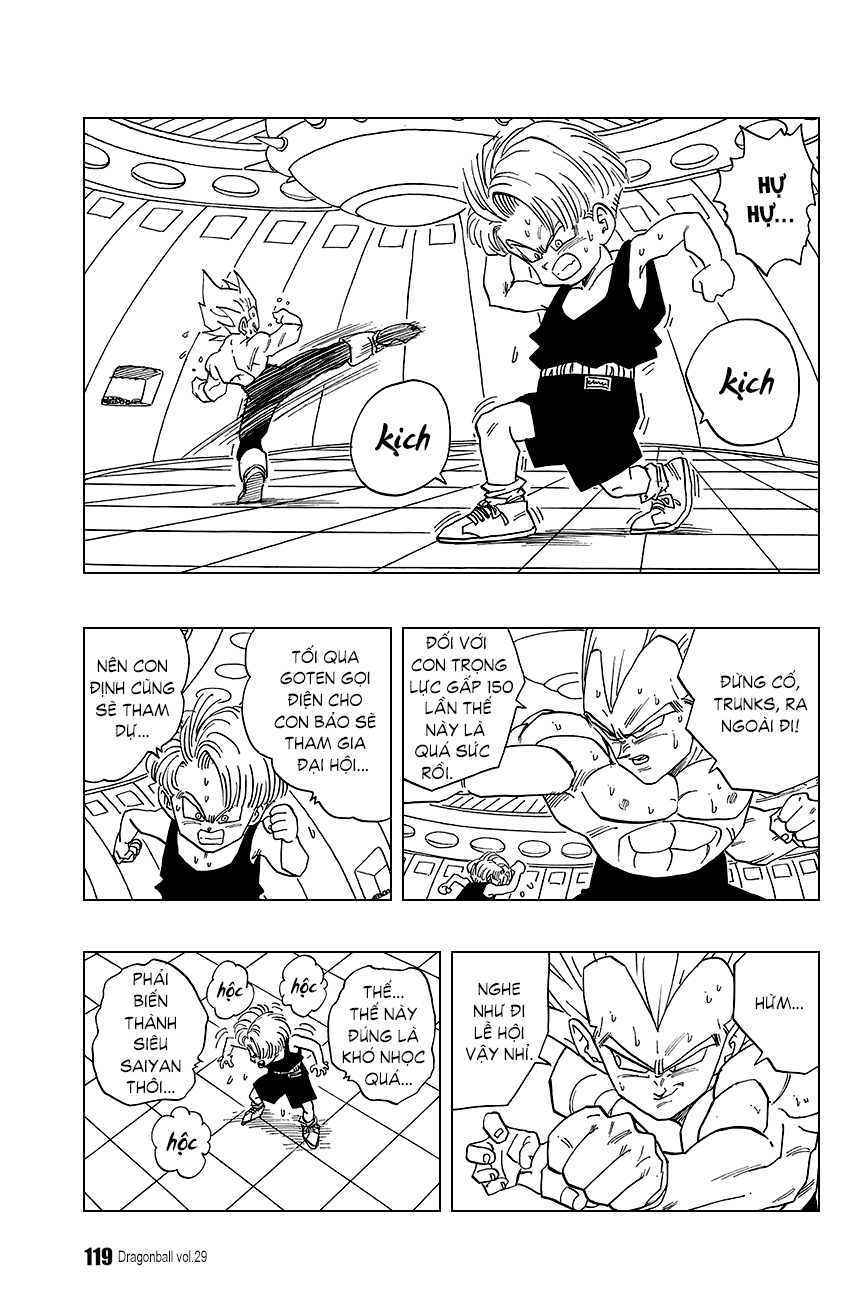 HỰ
HỰ...
kịch
kịch
ĐỪNG CỐ,
TRUNKS, RA
NGOÀI ĐI!
ĐỐI VỚI
CON TRỌNG
LỰC GẤP 150
LẦN THẾ
NÀY LÀ
QUÁ SỨC
RỒI.
TỐI QUA
GOTEN GỌI
ĐIỆN CHO
CON BẢO SẼ
THAM GIA
ĐẠI HỘI...
NÊN CON
ĐỊNH CŨNG
SẼ THAM
DỰ...
HỪM...
NGHE
NHƯ ĐI
LỄ HỘI
VẬY NHỈ.
THẾ...
THẾ NÀY
ĐÚNG LÀ
KHÓ NHỌC
QUÁ...
hộc
hộc
PHẢI
BIẾN
THÀNH
SIÊU
SAIYAN
THÔI...
hộc
119 Dragonball vol.29